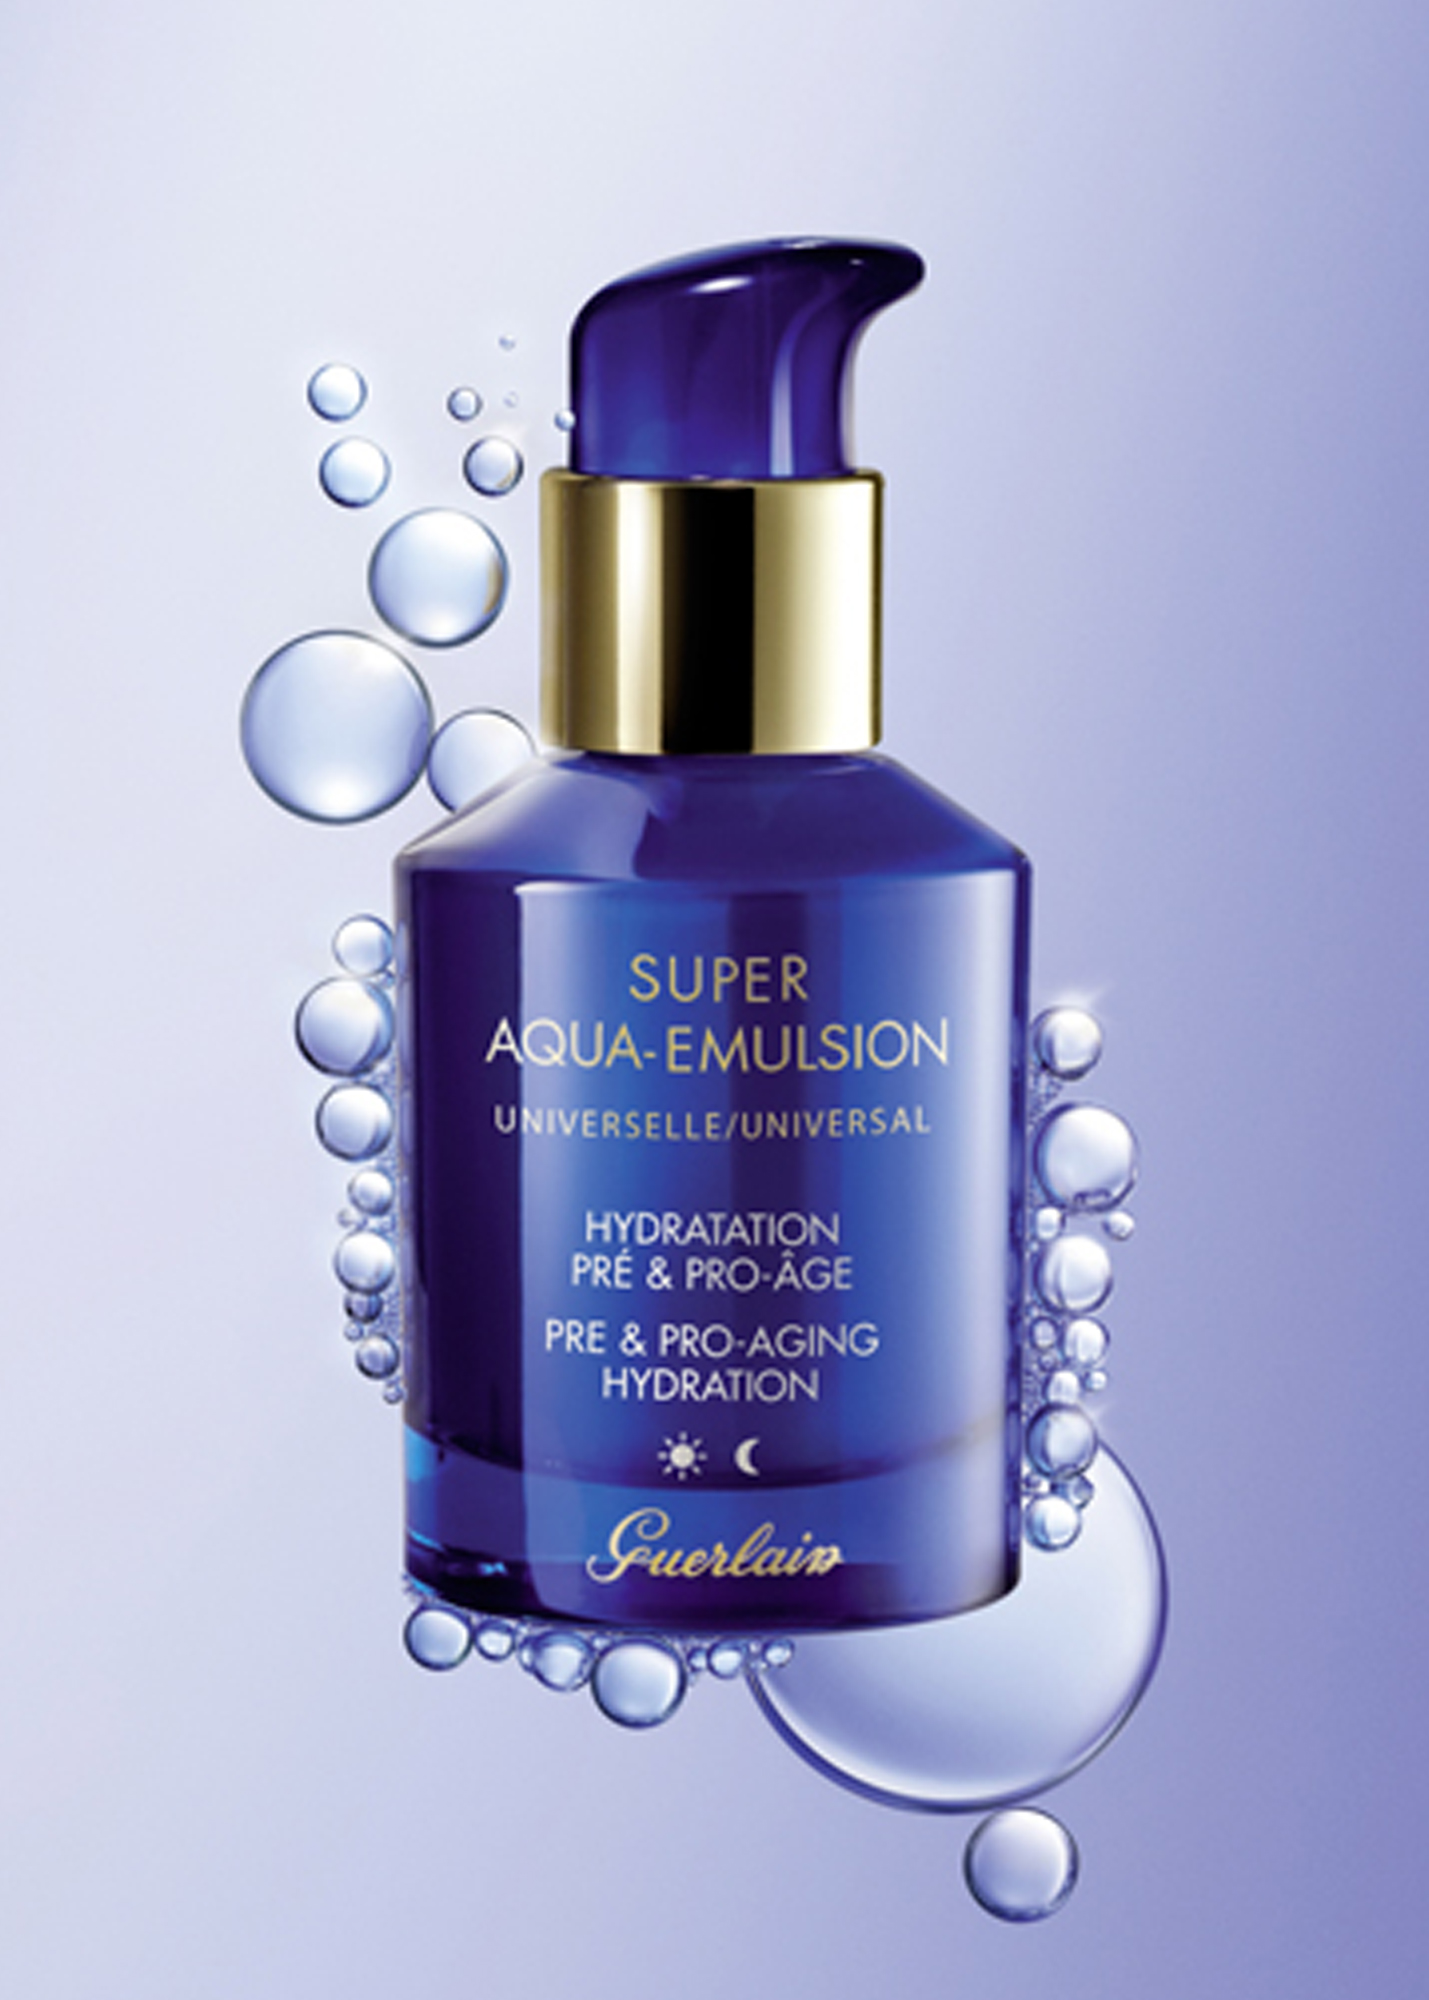 SUPER
AQUA-EMULSION
UNIVERSELLE/UNIVERSAL
HYDRATATION
PRÉ & PRO-ÂGE
PRE & PRO-AGING
HYDRATION
Guerlain